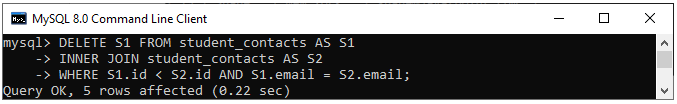 MySQL 8.0 Command Line Client
mysql> DELETE S1 FROM student_contacts AS S1
    -> INNER JOIN student_contacts AS S2
    -> WHERE S1.id < S2.id AND S1.email = S2.email;
Query OK, 5 rows affected (0.22 sec)